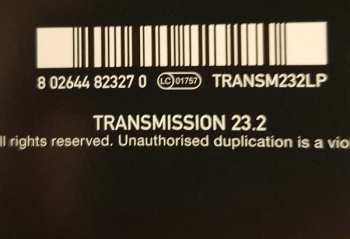 8 02644 82327 0 LC 01757 TRANSM232LP
TRANSMISSION 23.2
ll rights reserved. Unauthorised duplication is a vio